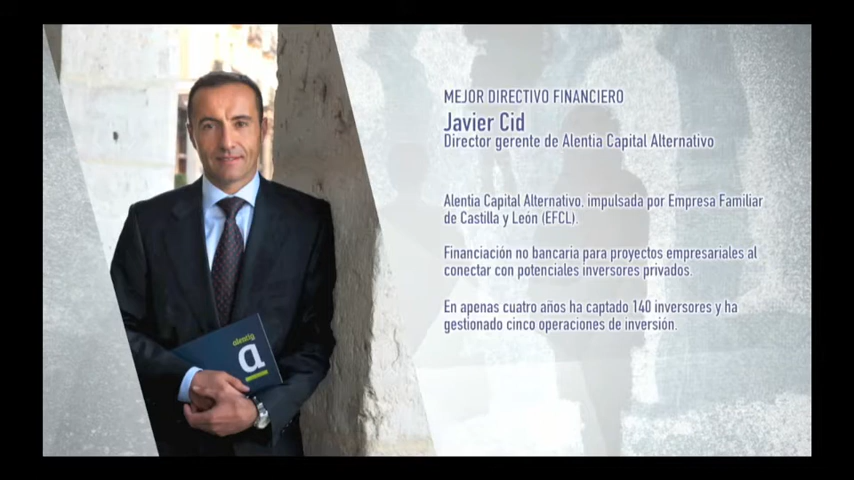 MEJOR DIRECTIVO FINANCIERO
Javier Cid
Director gerente de Alentia Capital Alternativo
Alentia Capital Alternativo, impulsada por Empresa Familiar
de Castilla y León (EFCL).
Financiación no bancaria para proyectos empresariales al
conectar con potenciales inversores privados.
En apenas cuatro años ha captado 140 inversores y ha
gestionado cinco operaciones de inversión.
alentia
a